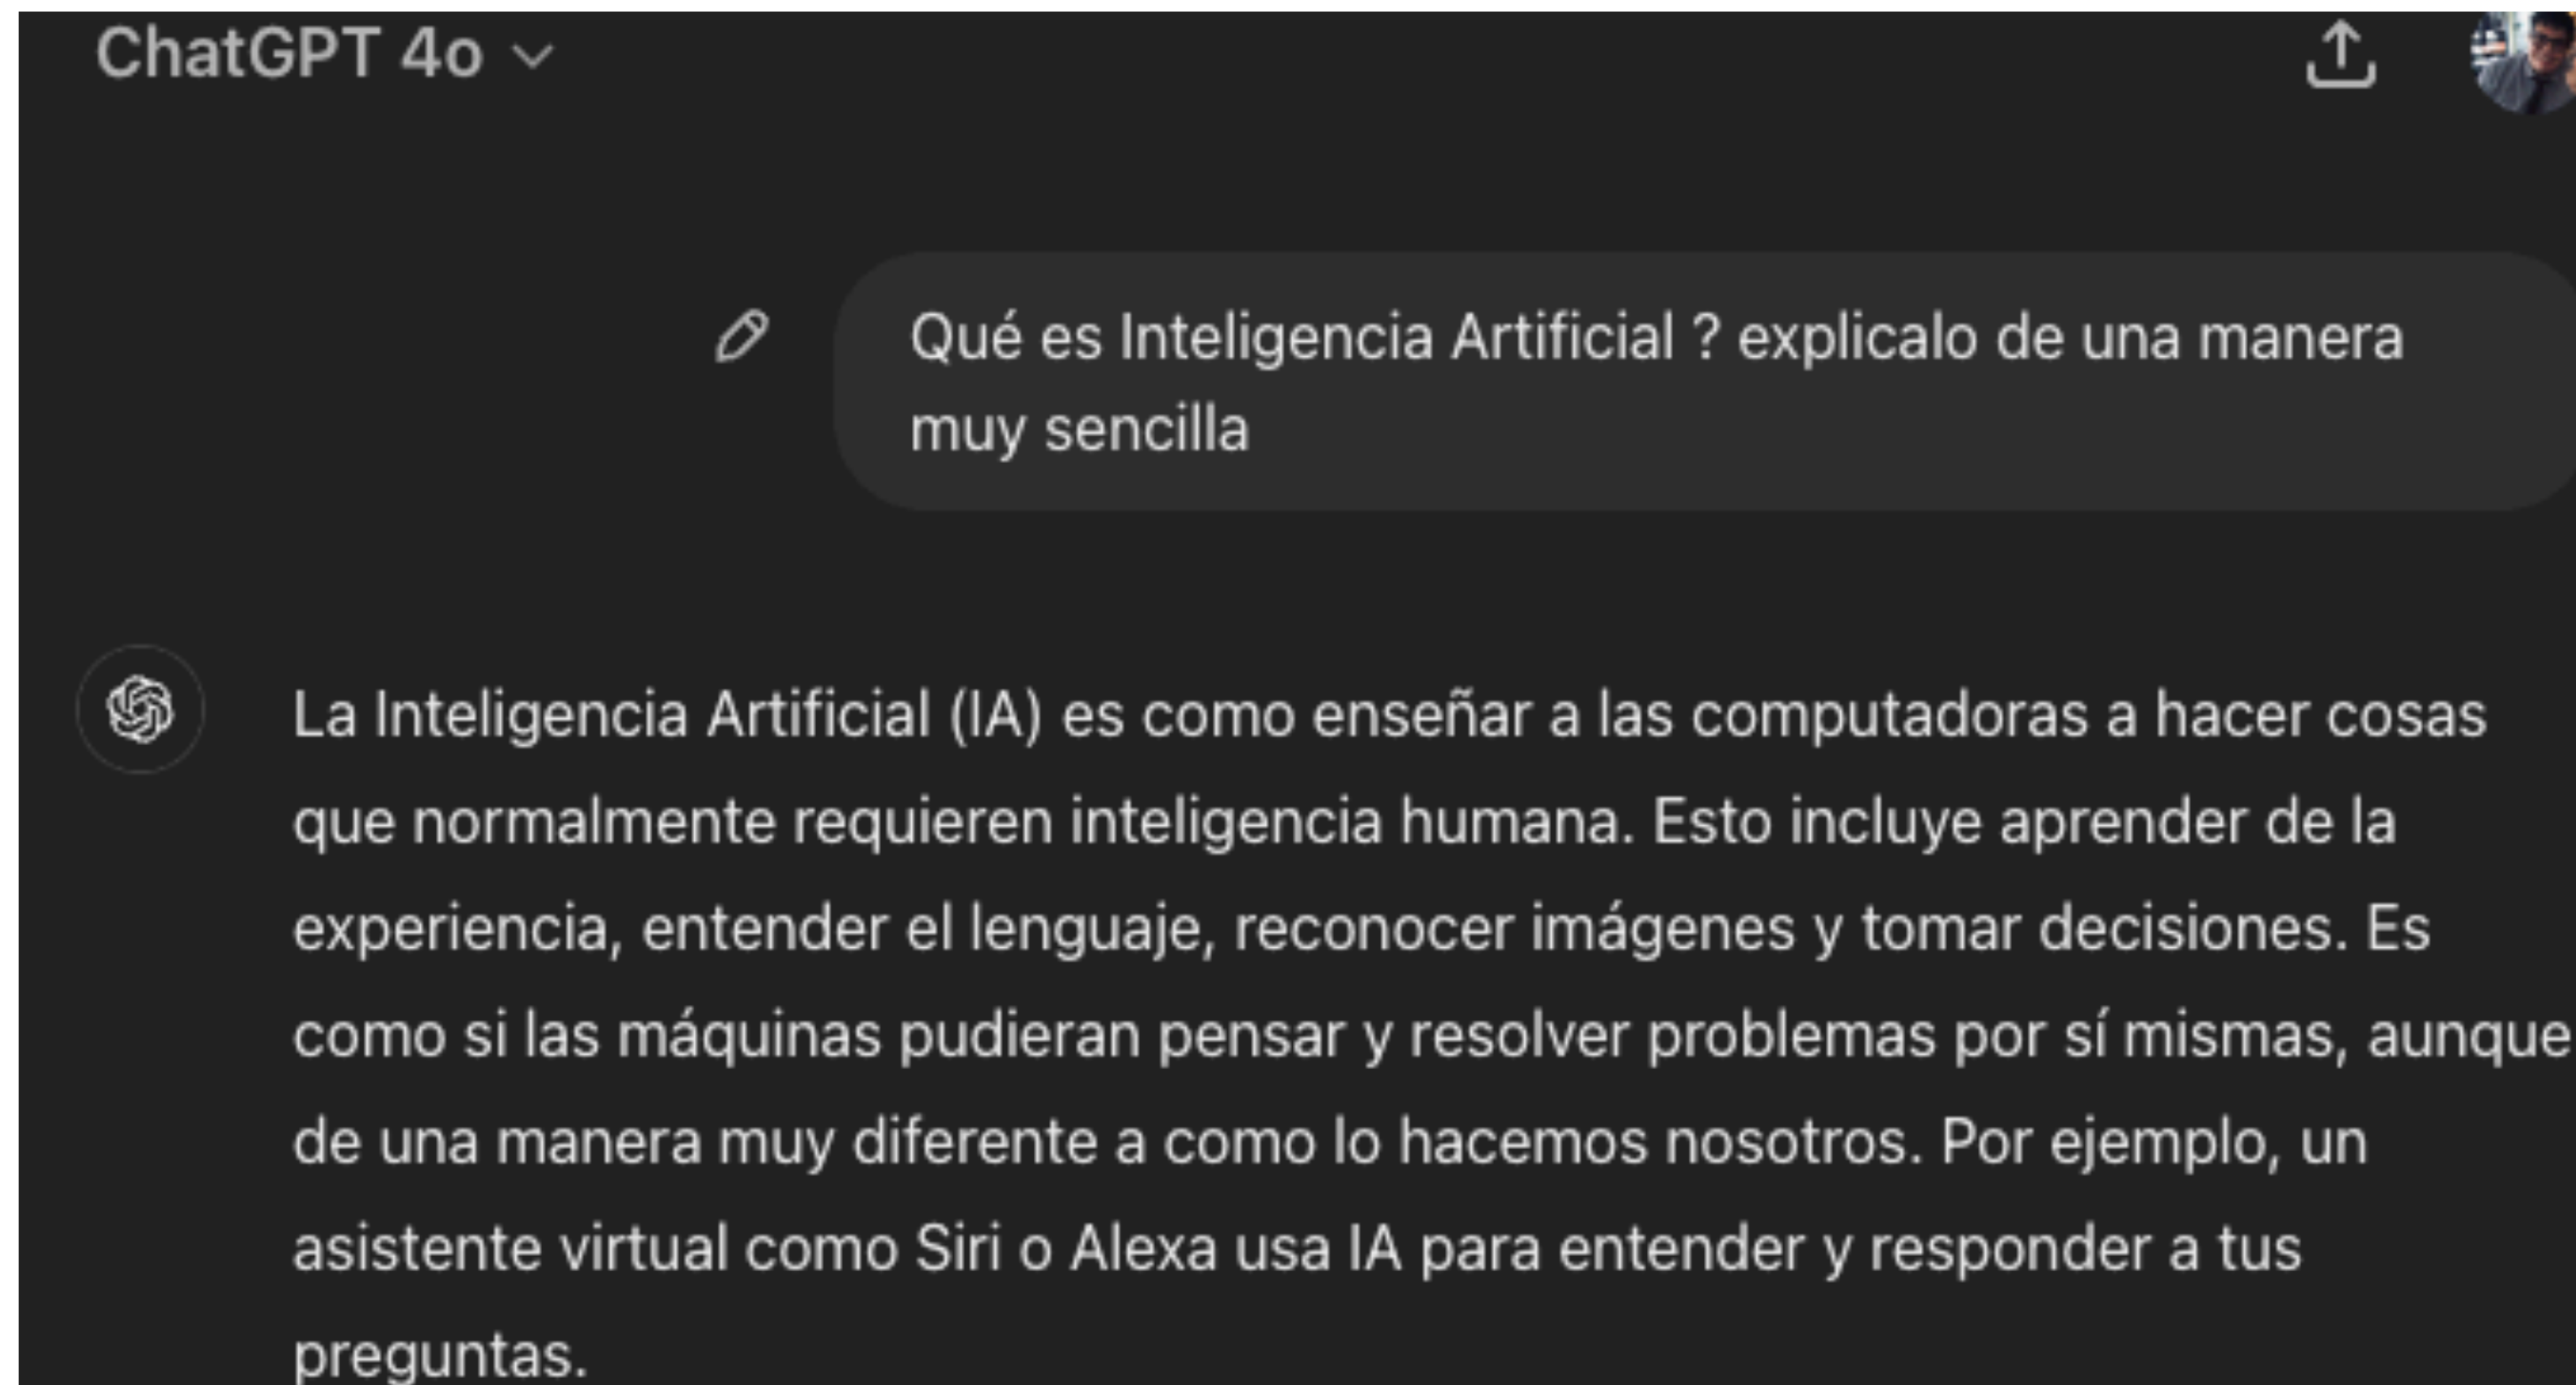 ChatGPT 4o
Qué es Inteligencia Artificial ? explicalo de una manera
muy sencilla
La Inteligencia Artificial (IA) es como enseñar a las computadoras a hacer cosas
que normalmente requieren inteligencia humana. Esto incluye aprender de la
experiencia, entender el lenguaje, reconocer imágenes y tomar decisiones. Es
como si las máquinas pudieran pensar y resolver problemas por sí mismas, aunque
de una manera muy diferente a como lo hacemos nosotros. Por ejemplo, un
asistente virtual como Siri o Alexa usa IA para entender y responder a tus
preguntas.